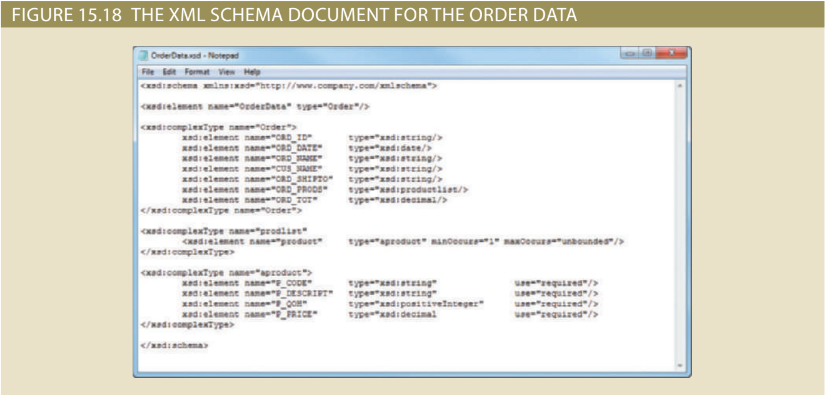 FIGURE 15.18 THE XML SCHEMA DOCUMENT FOR THE ORDER DATA
OrderData.xsd - Notepad
File Edit Format View Help
<xsd:schema xmlns:xsd="http://www.company.com/xmlschema">
<xsd:element name="OrderData" type="Order"/>
<xsd:complexType name="Order">
xsd:element name="ORD_ID" type="xsd:string/>
xsd:element name="ORD_DATE" type="xsd:date/>
xsd:element name="ORD_NAME" type="xsd:string/>
xsd:element name="CUS_NAME" type="xsd:string/>
xsd:element name="ORD_SHIPTO" type="xsd:string/>
xsd:element name="ORD_PRODS" type="xsd:productlist/>
xsd:element name="ORD_TOT" type="xsd:decimal/>
</xsd:complexType name="Order">
<xsd:complexType name="prodlist"
<xsd:element name="product" type="aproduct" minOccurs="1" maxOccurs="unbounded"/>
</xsd:complexType>
<xsd:complexType name="aproduct">
xsd:element name="P_CODE" type="xsd:string" use="required"/>
xsd:element name="P_DESCRIPT" type="xsd:string" use="required"/>
xsd:element name="P_QOH" type="xsd:positiveInteger" use="required"/>
xsd:element name="P_PRICE" type="xsd:decimal use="required"/>
</xsd:complexType>
</xsd:schema>